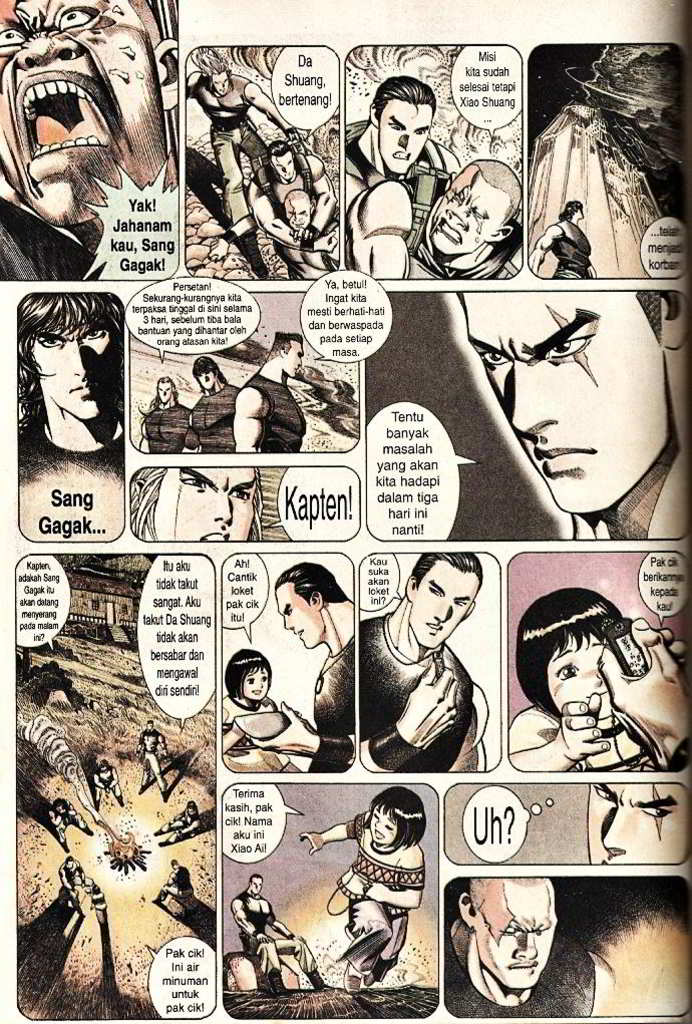 Yak!
Jahanam
kau, Sang
Gagak!
Da
Shuang,
bertenang!
Misi
kita sudah
selesai tetapi
Xiao Shuang
...
...telah
menjadi
korban
Sang
Gagak...
Persetan!
Sekurang-kurangnya kita
terpaksa tinggal di sini selama
3 hari, sebelum tiba bala
bantuan yang dihantar oleh
orang atasan kita!
Ya, betul!
Ingat kita
mesti berhati-hati
dan berwaspada
pada setiap
masa.
Kapten!
Tentu
banyak
masalah
yang akan
kita hadapi
dalam tiga
hari ini
nanti!
Kapten,
adakah Sang
Gagak itu
akan datang
menyerang
pada malam
ini?
Itu aku
tidak takut
sangat. Aku
takut Da Shuang
tidak akan
bersabar dan
mengawal
diri sendiri!
Pak cik!
Ini air
minuman
untuk
pak cik!
Ah!
Cantik
loket
pak cik
itu!
Kau
suka
akan
loket
ini?
Pak cik
berikannya
kepada
kau!
Terima
kasih, pak
cik! Nama
aku ini
Xiao Ai!
Uh?